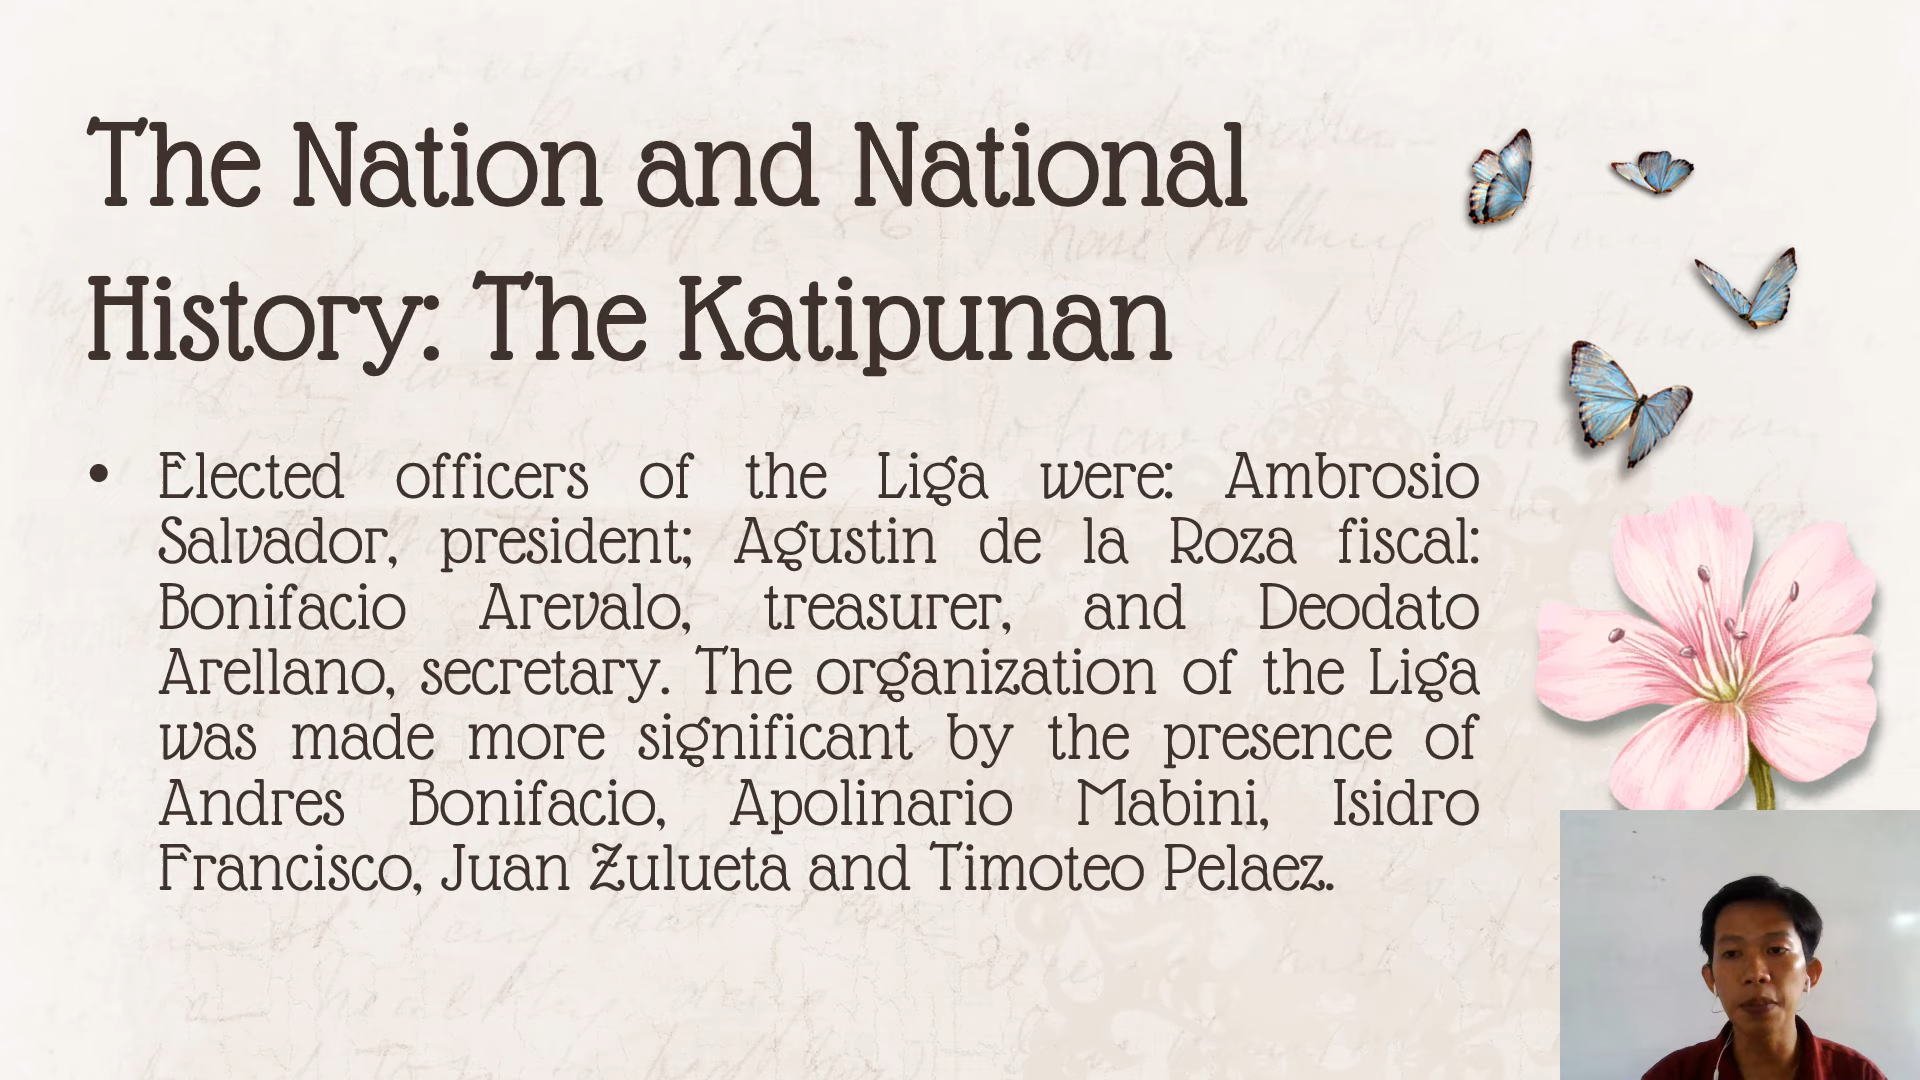 The Nation and National
History: The Katipunan
• Elected officers of the Liga were: Ambrosio
Salvador, president; Agustin de la Roza fiscal:
Bonifacio Arevalo, treasurer, and Deodato
Arellano, secretary. The organization of the Liga
was made more significant by the presence of
Andres Bonifacio, Apolinario Mabini, Isidro
Francisco, Juan Zulueta and Timoteo Pelaez.